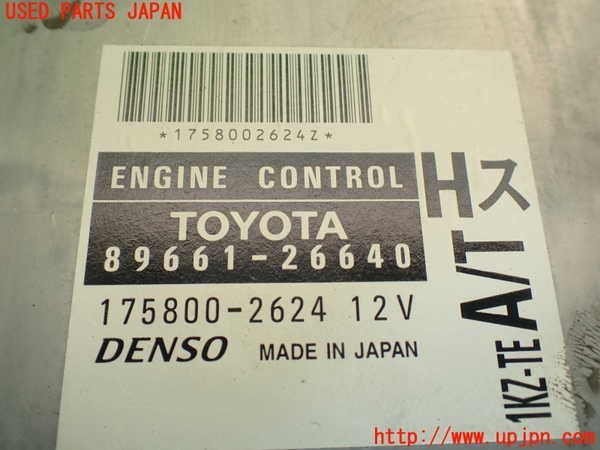 USED PARTS JAPAN
*1758002624Z*
ENGINE CONTROL
TOYOTA
89661-26640
175800-2624 12V
DENSO MADE IN JAPAN
Hス
1KZ-TE A/T
http://www.upjpn.com